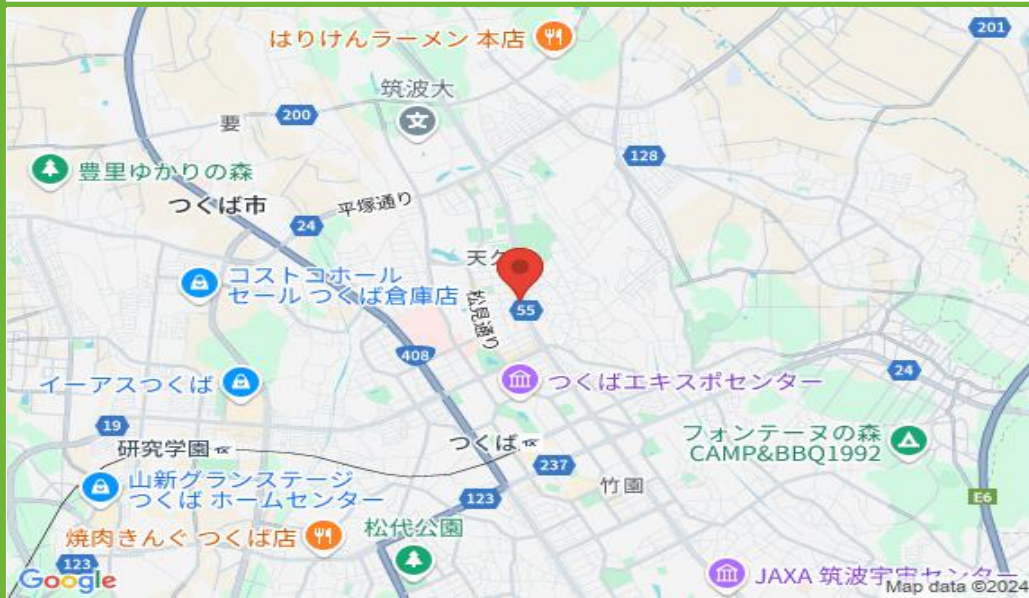 はりけんラーメン 本店
201
筑波大
要
200
128
豊里ゆかりの森
つくば市
平塚通り
24
天久
コストコホール
セール つくば倉庫店
55
松見通り
408
イーアスつくば
つくばエキスポセンター
24
19
研究学園
つくば
フォンテーヌの森
CAMP&BBQ1992
237
山新グランステージ
つくば ホームセンター
123
竹園
E6
焼肉きんぐ つくば店
松代公園
123
JAXA 筑波宇宙センター
Google
Map data ©2024